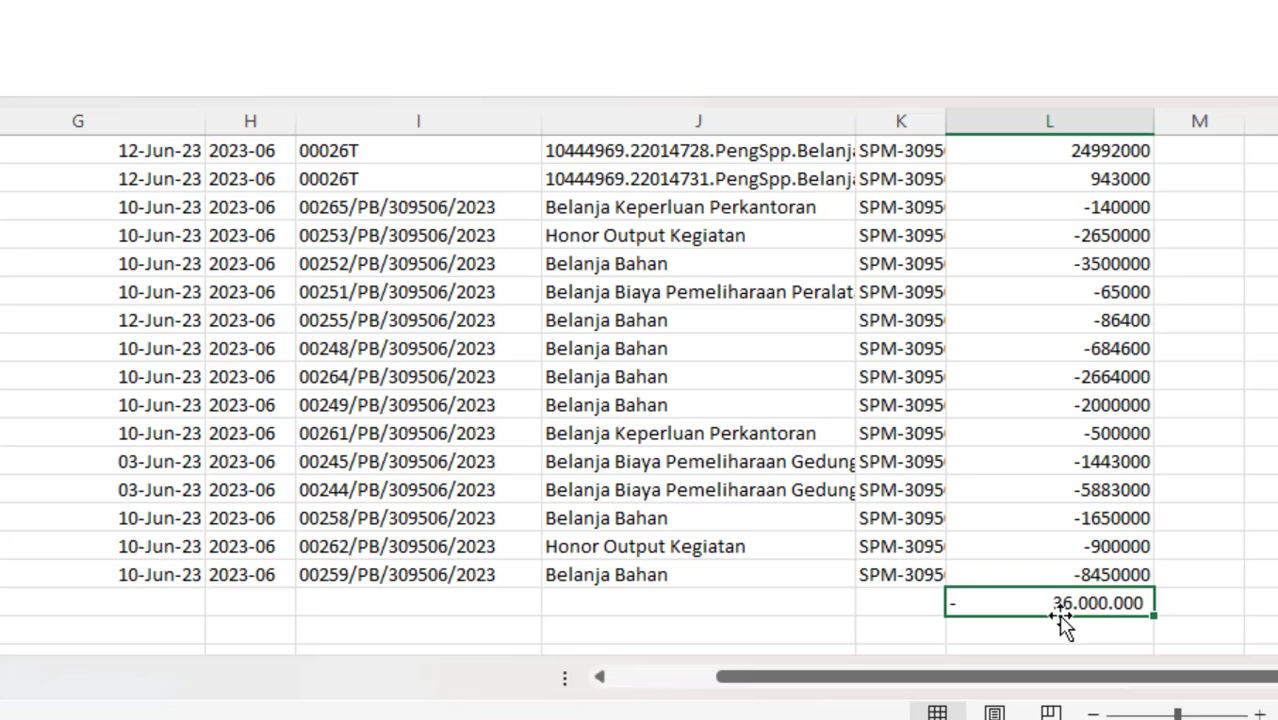 G H I J K L M
12-Jun-23 2023-06 00026T 10444969.22014728.PengSpp.Belanja SPM-3095 24992000
12-Jun-23 2023-06 00026T 10444969.22014731.PengSpp.Belanja SPM-3095 943000
10-Jun-23 2023-06 00265/PB/309506/2023 Belanja Keperluan Perkantoran SPM-3095 -140000
10-Jun-23 2023-06 00253/PB/309506/2023 Honor Output Kegiatan SPM-3095 -2650000
10-Jun-23 2023-06 00252/PB/309506/2023 Belanja Bahan SPM-3095 -3500000
10-Jun-23 2023-06 00251/PB/309506/2023 Belanja Biaya Pemeliharaan Peralat SPM-3095 -65000
12-Jun-23 2023-06 00255/PB/309506/2023 Belanja Bahan SPM-3095 -86400
10-Jun-23 2023-06 00248/PB/309506/2023 Belanja Bahan SPM-3095 -684600
10-Jun-23 2023-06 00264/PB/309506/2023 Belanja Bahan SPM-3095 -2664000
10-Jun-23 2023-06 00249/PB/309506/2023 Belanja Bahan SPM-3095 -2000000
10-Jun-23 2023-06 00261/PB/309506/2023 Belanja Keperluan Perkantoran SPM-3095 -500000
03-Jun-23 2023-06 00245/PB/309506/2023 Belanja Biaya Pemeliharaan Gedung SPM-3095 -1443000
03-Jun-23 2023-06 00244/PB/309506/2023 Belanja Biaya Pemeliharaan Gedung SPM-3095 -5883000
10-Jun-23 2023-06 00258/PB/309506/2023 Belanja Bahan SPM-3095 -1650000
10-Jun-23 2023-06 00262/PB/309506/2023 Honor Output Kegiatan SPM-3095 -900000
10-Jun-23 2023-06 00259/PB/309506/2023 Belanja Bahan SPM-3095 -8450000
- 36.000.000